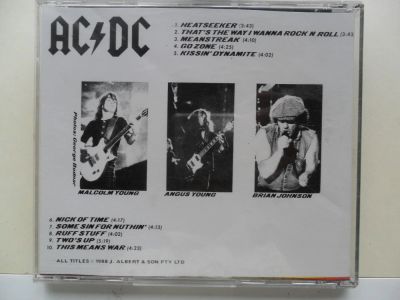 AC⚡DC
1. HEATSEEKER (3:43)
2. THAT'S THE WAY I WANNA ROCK N ROLL (3:43
3. MEANSTREAK (4:10)
4. GO ZONE (4:25)
5. KISSIN' DYNAMITE (4:02)
Photos: George Bodnar
MALCOLM YOUNG
ANGUS YOUNG
BRIAN JOHNSON
6. NICK OF TIME (4:17)
7. SOME SIN FOR NUTHIN' (4:13)
8. RUFF STUFF (4:02)
9. TWO'S UP (5:19)
10. THIS MEANS WAR (4:23)
ALL TITLES : 1988 J. ALBERT & SON PTY LTD